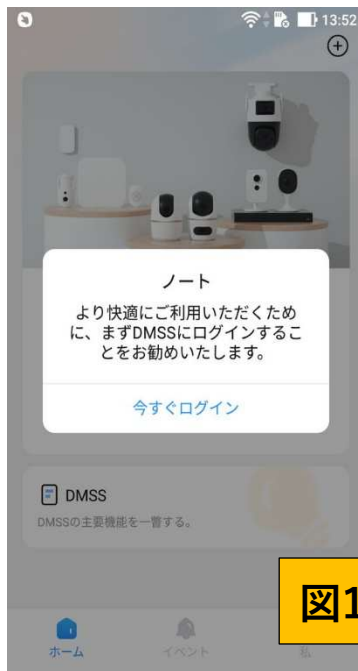 13:52
ノート
より快適にご利用いただくため
に、まずDMSSにログインするこ
とをお勧めいたします。
今すぐログイン
DMSS
DMSSの主要機能を一瞥する。
図1
ホーム
イベント
私